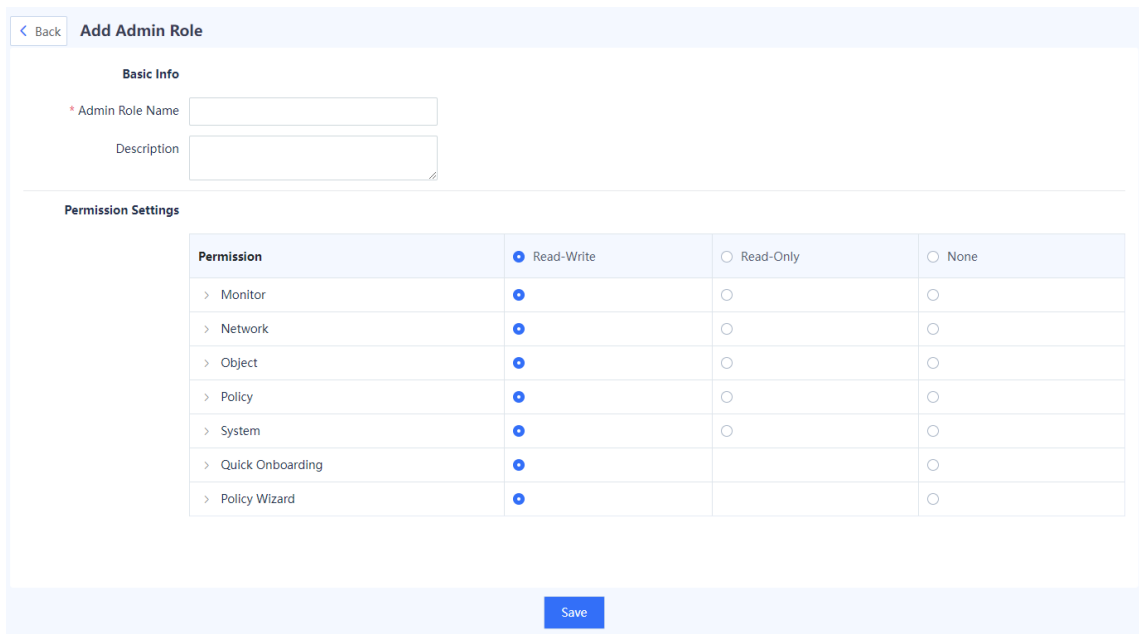 Back Add Admin Role
Basic Info
* Admin Role Name
Description
Permission Settings
Permission Read-Write Read-Only None
Monitor
Network
Object
Policy
System
Quick Onboarding
Policy Wizard
Save